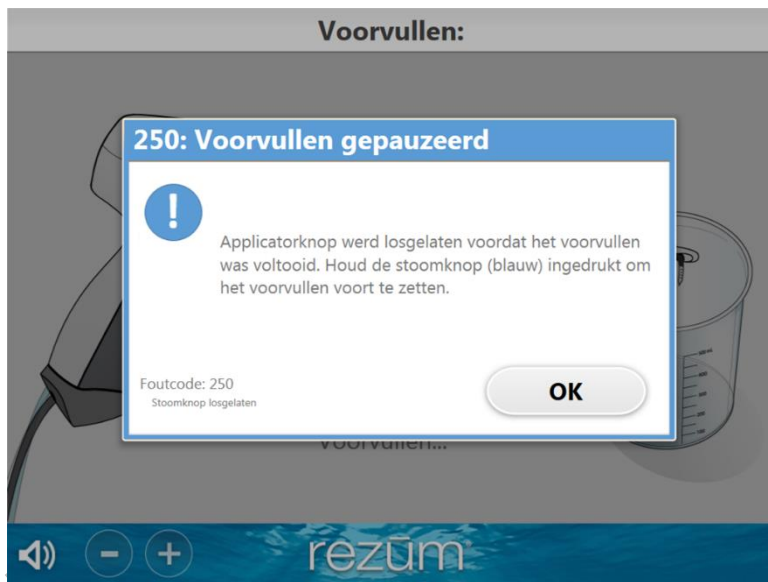 Voorvullen:
250: Voorvullen gepauzeerd
Applicatorknop werd losgelaten voordat het voorvullen
was voltooid. Houd de stoomknop (blauw) ingedrukt om
het voorvullen voort te zetten.
Foutcode: 250
Stoomknop losgelaten
OK
Voorvullen...
rezūm